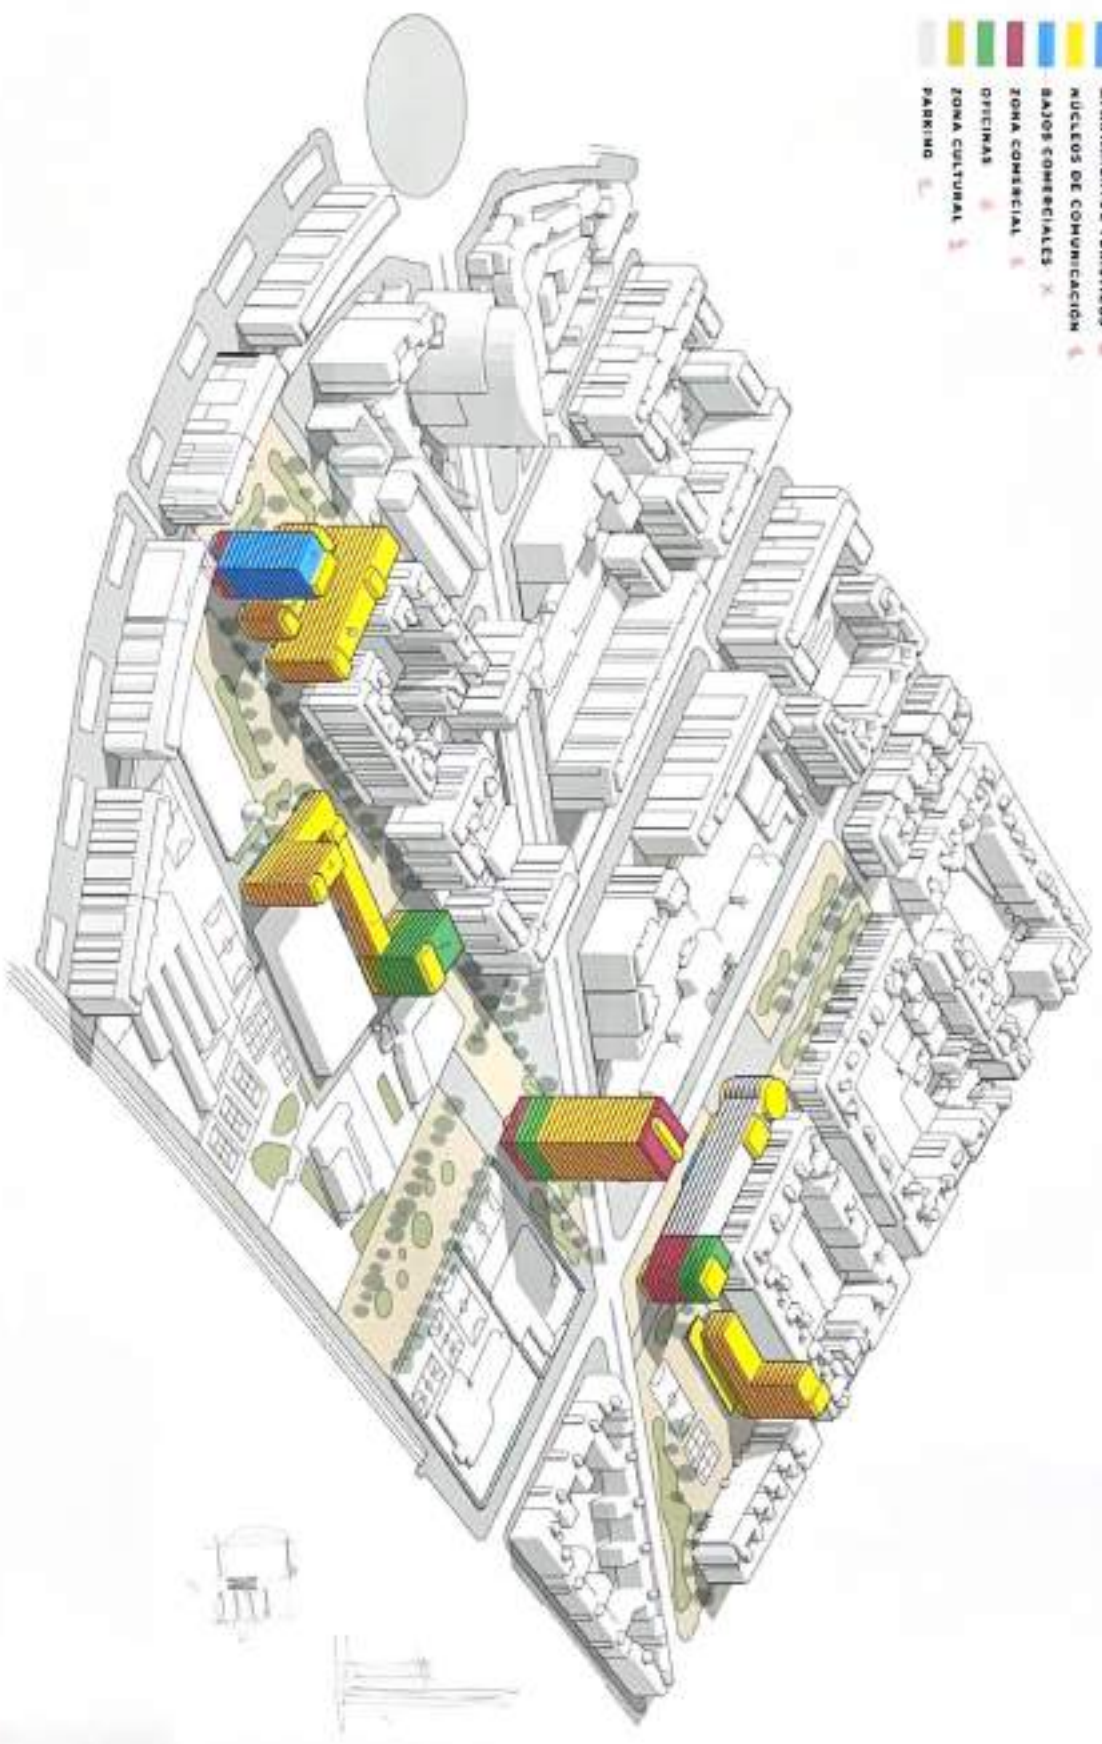 NÚCLEOS DE COMUNICACIÓN
BAJOS COMERCIALES
ZONA COMERCIAL
OFICINAS
ZONA CULTURAL
PARKING